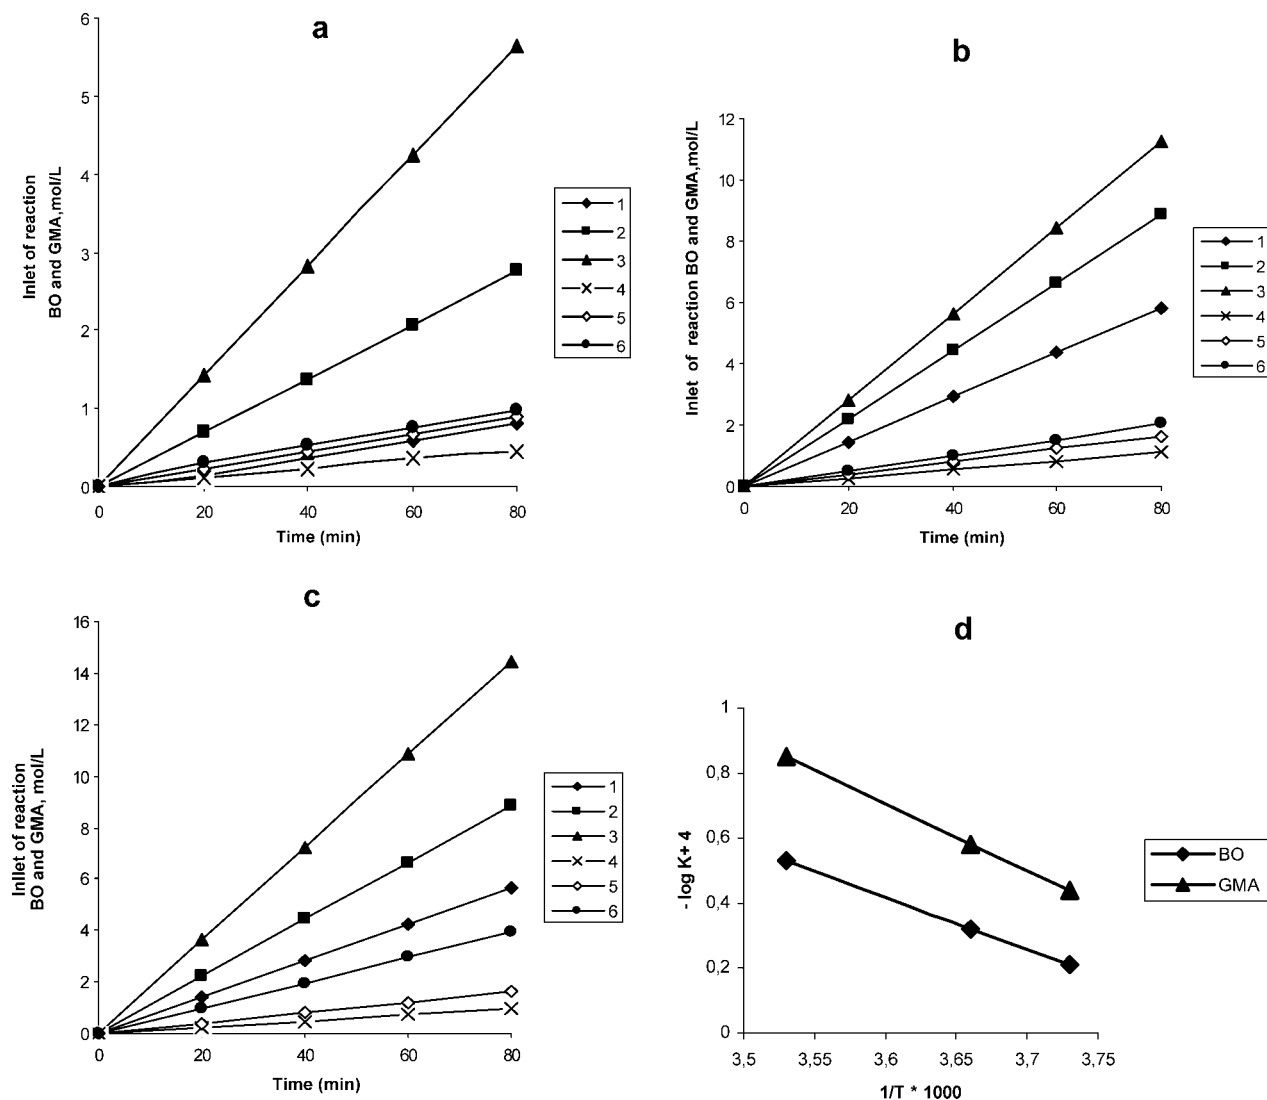 a
6
5
4
3
2
1
0
Inlet of reaction
BO and GMA,mol/L
0 20 40 60 80
Time (min)
1
2
3
4
5
6
b
12
10
8
6
4
2
0
Inlet of reaction BO and GMA,mol/L
0 20 40 60 80
Time (min)
1
2
3
4
5
6
c
16
14
12
10
8
6
4
2
0
Inllet of reaction
BO and GMA, mol/L
0 20 40 60 80
Time (min)
1
2
3
4
5
6
d
1
0,8
0,6
0,4
0,2
0
- log K+ 4
3,5 3,55 3,6 3,65 3,7 3,75
1/T * 1000
BO
GMA